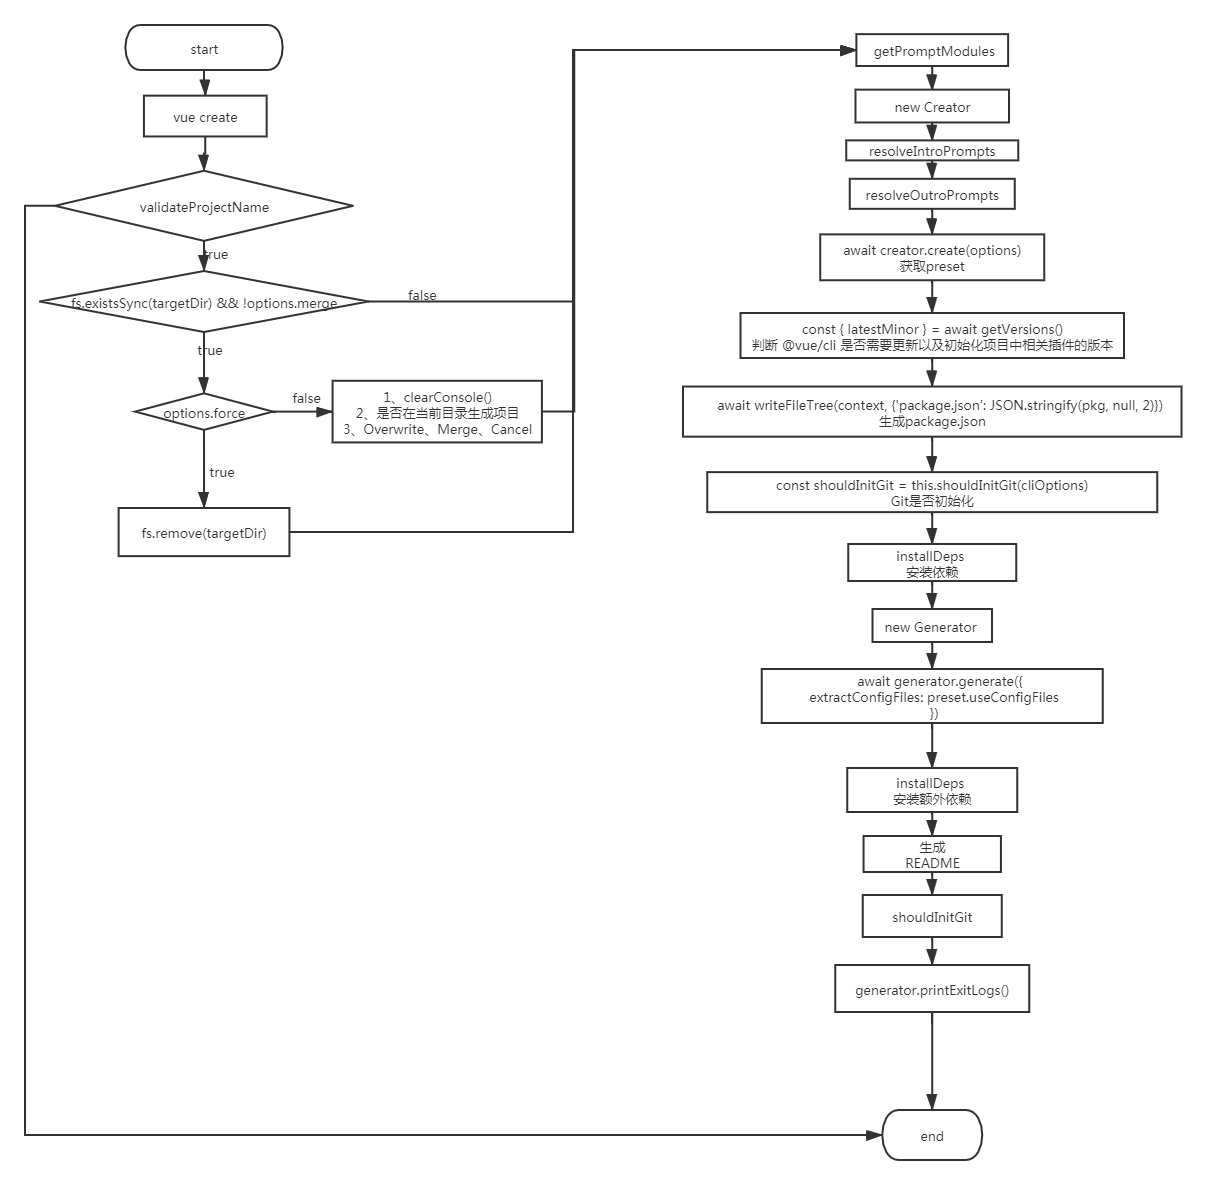 start
vue create
validateProjectName
true
fs.existsSync(targetDir) && !options.merge
false
true
options.force
false
1、clearConsole()
2、是否在当前目录生成项目
3、Overwrite、Merge、Cancel
true
fs.remove(targetDir)
getPromptModules
new Creator
resolveIntroPrompts
resolveOutroPrompts
await creator.create(options)
获取preset
const { latestMinor } = await getVersions()
判断 @vue/cli 是否需要更新以及初始化项目中相关插件的版本
await writeFileTree(context, {'package.json': JSON.stringify(pkg, null, 2)})
生成package.json
const shouldInitGit = this.shouldInitGit(cliOptions)
Git是否初始化
installDeps
安装依赖
new Generator
await generator.generate({
extractConfigFiles: preset.useConfigFiles
})
installDeps
安装额外依赖
生成
README
shouldInitGit
generator.printExitLogs()
end